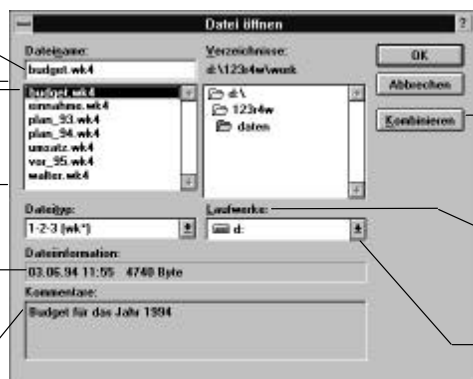 Datei öffnen
?
Dateiname:
budget.wk4
budget.wk4
einnahme.wk4
plan_93.wk4
plan_94.wk4
umsatz.wk4
vor_95.wk4
walter.wk4
Verzeichnisse:
d:\123r4w\work
d:\
123r4w
daten
OK
Abbrechen
Kombinieren
Dateityp:
1-2-3 (wk*)
Laufwerke:
d:
Dateiinformation:
03.06.94 11:55 4740 Byte
Kommentare:
Budget für das Jahr 1994